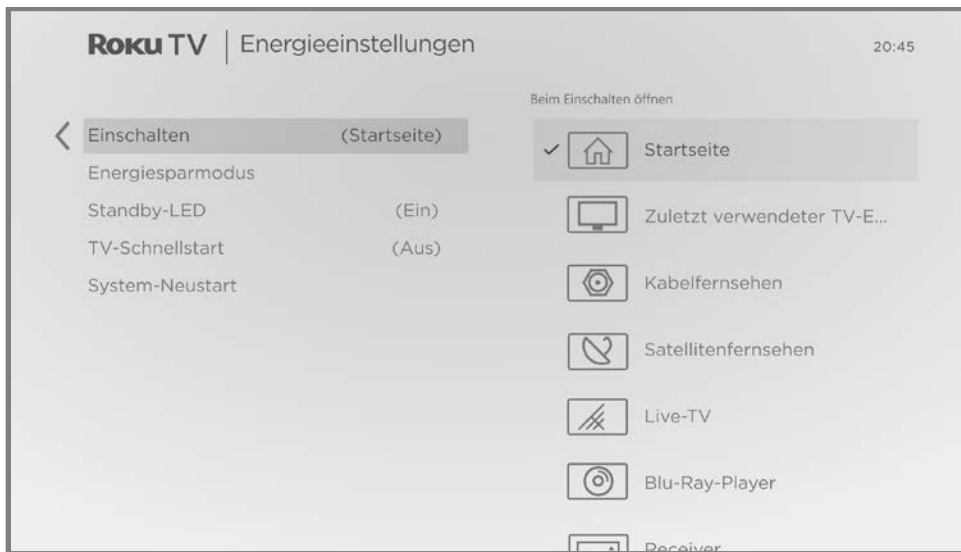 Roku TV | Energieeinstellungen
20:45
Beim Einschalten öffnen
Einschalten (Startseite)
Energiesparmodus
Standby-LED (Ein)
TV-Schnellstart (Aus)
System-Neustart
Startseite
Zuletzt verwendeter TV-E...
Kabelfernsehen
Satellitenfernsehen
Live-TV
Blu-Ray-Player
Receiver